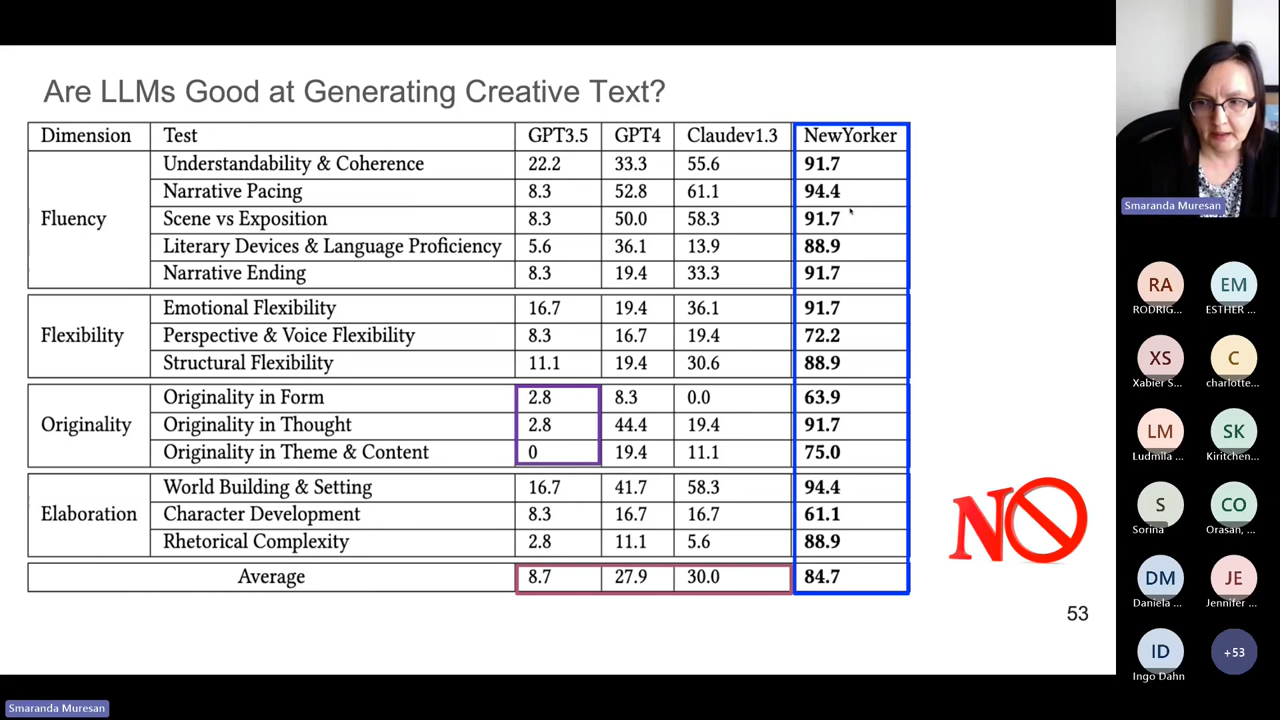 Are LLMs Good at Generating Creative Text?
Dimension Test GPT3.5 GPT4 Claudev1.3 NewYorker
Fluency
Understandability & Coherence 22.2 33.3 55.6 91.7
Narrative Pacing 8.3 52.8 61.1 94.4
Scene vs Exposition 8.3 50.0 58.3 91.7
Literary Devices & Language Proficiency 5.6 36.1 13.9 88.9
Narrative Ending 8.3 19.4 33.3 91.7
Flexibility
Emotional Flexibility 16.7 19.4 36.1 91.7
Perspective & Voice Flexibility 8.3 16.7 19.4 72.2
Structural Flexibility 11.1 19.4 30.6 88.9
Originality
Originality in Form 2.8 8.3 0.0 63.9
Originality in Thought 2.8 44.4 19.4 91.7
Originality in Theme & Content 0 19.4 11.1 75.0
Elaboration
World Building & Setting 16.7 41.7 58.3 94.4
Character Development 8.3 16.7 16.7 61.1
Rhetorical Complexity 2.8 11.1 5.6 88.9
Average 8.7 27.9 30.0 84.7
NO
53
Smaranda Muresan
Smaranda Muresan
RA EM
RODRIG... ESTHER ...
XS C
Xabier S... charlotte...
LM SK
Ludmila ... Kiritchen...
S CO
Sorina Orasan, ...
DM JE
Daniela ... Jennifer ...
ID +53
Ingo Dahn